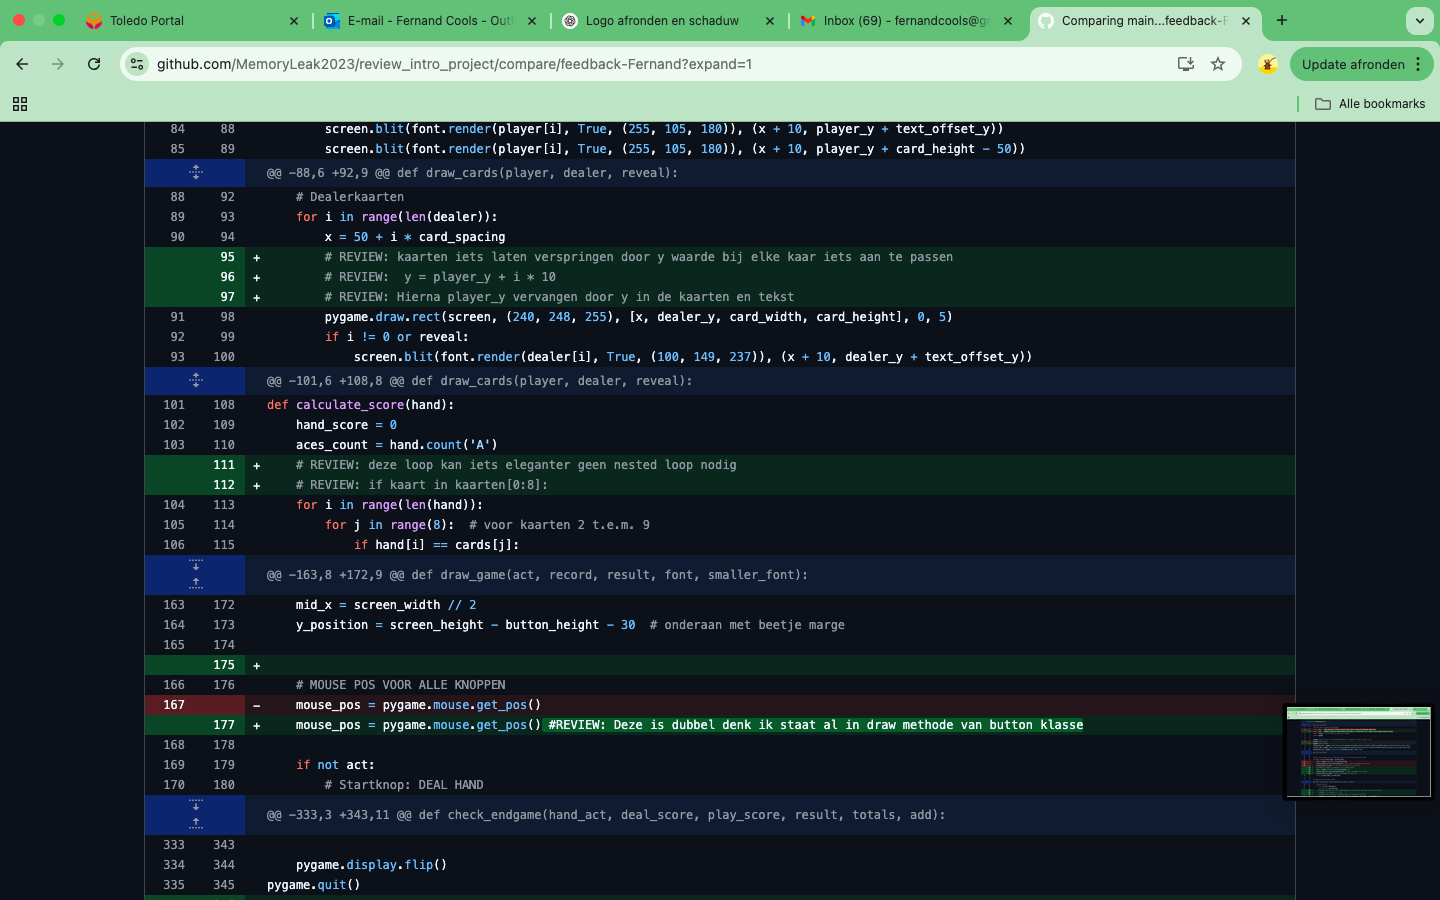 Toledo Portal
E-mail - Fernand Cools - Outl
Logo afronden en schaduw
Inbox (69) - fernandcools@g
Comparing main...feedback-F
github.com/MemoryLeak2023/review_intro_project/compare/feedback-Fernand?expand=1
Update afronden
Alle bookmarks
84 88 screen.blit(font.render(player[i], True, (255, 105, 180)), (x + 10, player_y + text_offset_y))
85 89 screen.blit(font.render(player[i], True, (255, 105, 180)), (x + 10, player_y + card_height - 50))
@@ -88,6 +92,9 @@ def draw_cards(player, dealer, reveal):
88 92 # Dealerkaarten
89 93 for i in range(len(dealer)):
90 94 x = 50 + i * card_spacing
95 + # REVIEW: kaarten iets laten verspringen door y waarde bij elke kaar iets aan te passen
96 + # REVIEW:  y = player_y + i * 10
97 + # REVIEW: Hierna player_y vervangen door y in de kaarten en tekst
91 98 pygame.draw.rect(screen, (240, 248, 255), [x, dealer_y, card_width, card_height], 0, 5)
92 99 if i != 0 or reveal:
93 100 screen.blit(font.render(dealer[i], True, (100, 149, 237)), (x + 10, dealer_y + text_offset_y))
@@ -101,6 +108,8 @@ def draw_cards(player, dealer, reveal):
101 108 def calculate_score(hand):
102 109 hand_score = 0
103 110 aces_count = hand.count('A')
111 + # REVIEW: deze loop kan iets eleganter geen nested loop nodig
112 + # REVIEW: if kaart in kaarten[0:8]:
104 113 for i in range(len(hand)):
105 114 for j in range(8):  # voor kaarten 2 t.e.m. 9
106 115 if hand[i] == cards[j]:
@@ -163,8 +172,9 @@ def draw_game(act, record, result, font, smaller_font):
163 172 mid_x = screen_width // 2
164 173 y_position = screen_height - button_height - 30  # onderaan met beetje marge
165 174
175 +
166 176 # MOUSE POS VOOR ALLE KNOPPEN
167 - mouse_pos = pygame.mouse.get_pos()
177 + mouse_pos = pygame.mouse.get_pos() #REVIEW: Deze is dubbel denk ik staat al in draw methode van button klasse
168 178
169 179 if not act:
170 180 # Startknop: DEAL HAND
@@ -333,3 +343,11 @@ def check_endgame(hand_act, deal_score, play_score, result, totals, add):
333 343
334 344 pygame.display.flip()
335 345 pygame.quit()